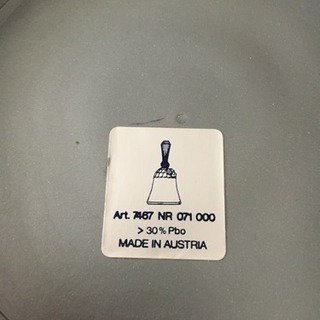 Art. 7467 NR 071 000
> 30% Pbo
MADE IN AUSTRIA